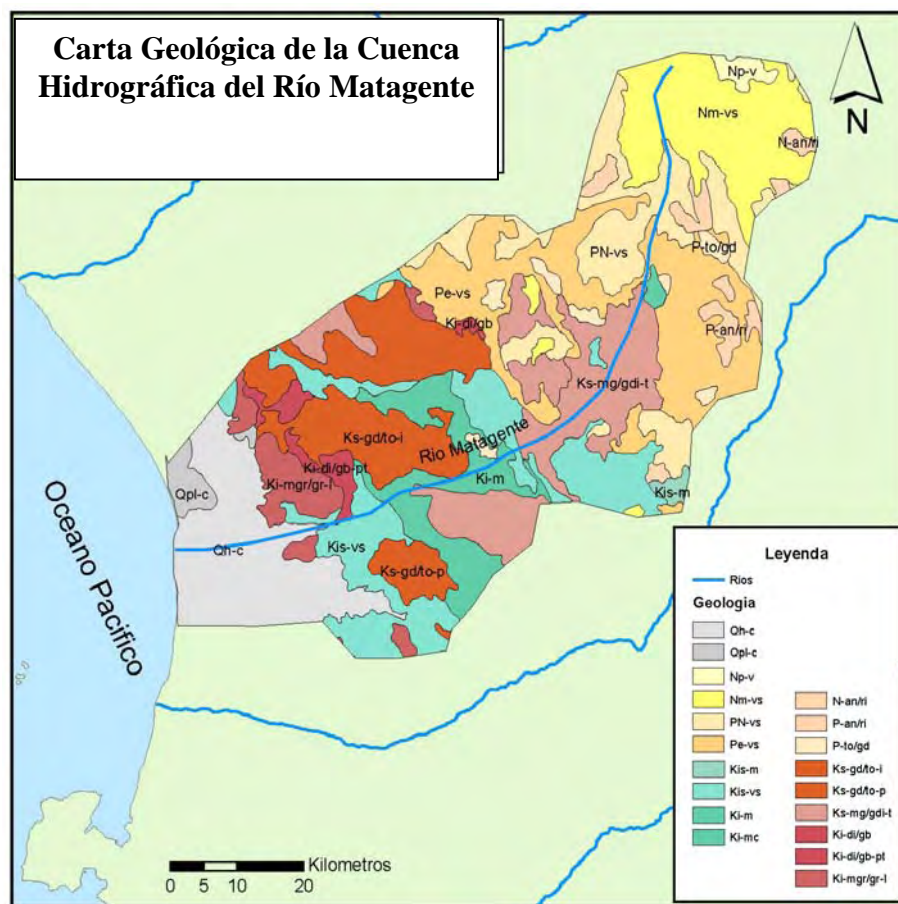 Carta Geológica de la Cuenca
Hidrográfica del Río Matagente
N
Np-v
Nm-vs
N-an/ri
PN-vs
P-to/gd
Pe-vs
Ki-di/gb
P-an/ri
Ks-mg/gdi-t
Ks-gd/to-i
Rio Matagente
Ki-di/gb-pt
Ki-mgr/gr-l
Ki-m
Kis-m
Qpl-c
Qh-c
Kis-vs
Ks-gd/to-p
Oceano Pacifico
Kilometros
0 5 10 20
Leyenda
Rios
Geologia
Qh-c
Qpl-c
Np-v
Nm-vs
PN-vs
Pe-vs
Kis-m
Kis-vs
Ki-m
Ki-mc
N-an/ri
P-an/ri
P-to/gd
Ks-gd/to-i
Ks-gd/to-p
Ks-mg/gdi-t
Ki-di/gb
Ki-di/gb-pt
Ki-mgr/gr-l